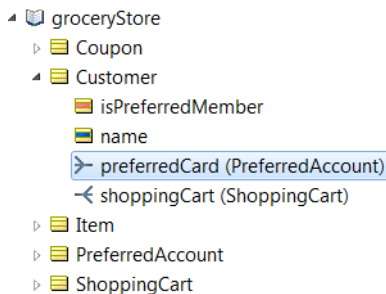 groceryStore
Coupon
Customer
isPreferredMember
name
preferredCard (PreferredAccount)
shoppingCart (ShoppingCart)
Item
PreferredAccount
ShoppingCart